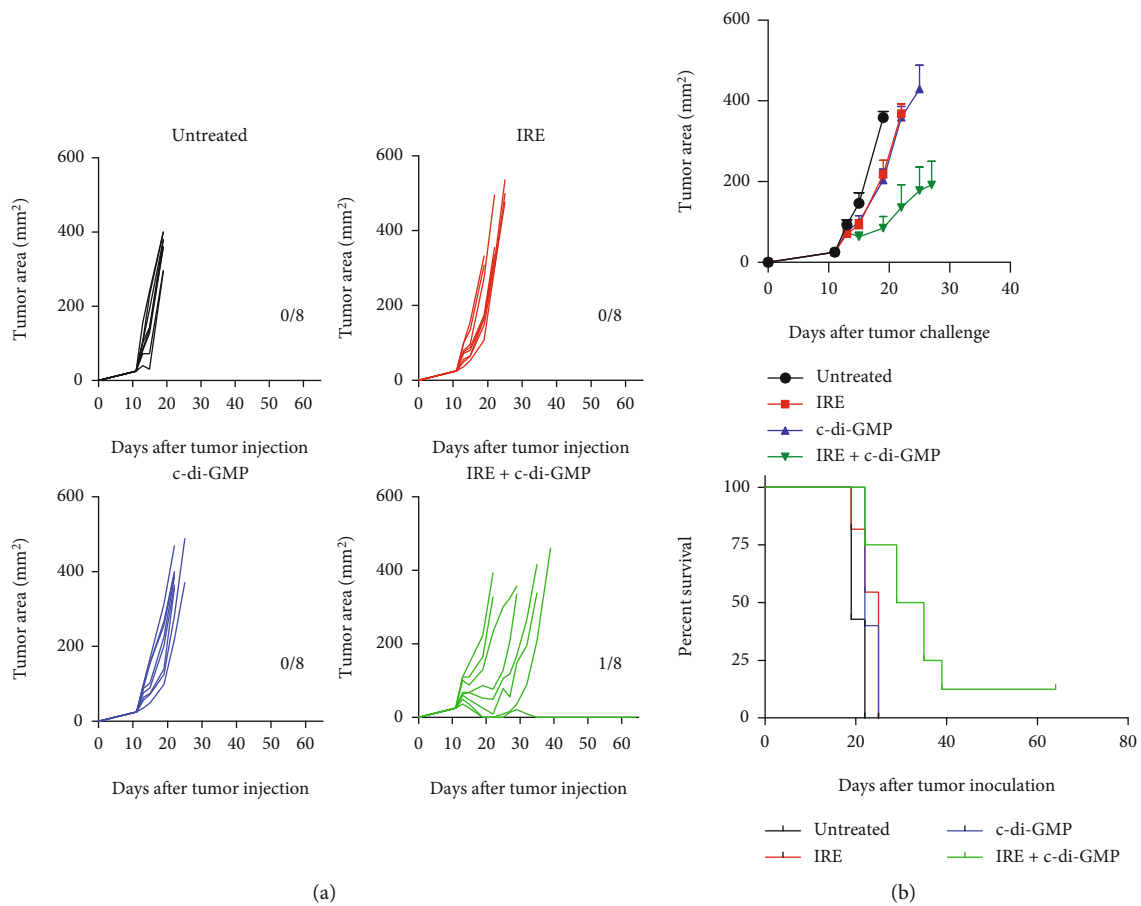 Untreated
Tumor area (mm²)
600
400
200
0
0/8
0 10 20 30 40 50 60
Days after tumor injection
IRE
Tumor area (mm²)
600
400
200
0
0/8
0 10 20 30 40 50 60
Days after tumor injection
c-di-GMP
Tumor area (mm²)
600
400
200
0
0/8
0 10 20 30 40 50 60
Days after tumor injection
IRE + c-di-GMP
Tumor area (mm²)
600
400
200
0
1/8
0 10 20 30 40 50 60
Days after tumor injection
(a)
Tumor area (mm²)
600
400
200
0
0 10 20 30 40
Days after tumor challenge
Untreated
IRE
c-di-GMP
IRE + c-di-GMP
Percent survival
100
75
50
25
0
0 20 40 60 80
Days after tumor inoculation
Untreated
IRE
c-di-GMP
IRE + c-di-GMP
(b)